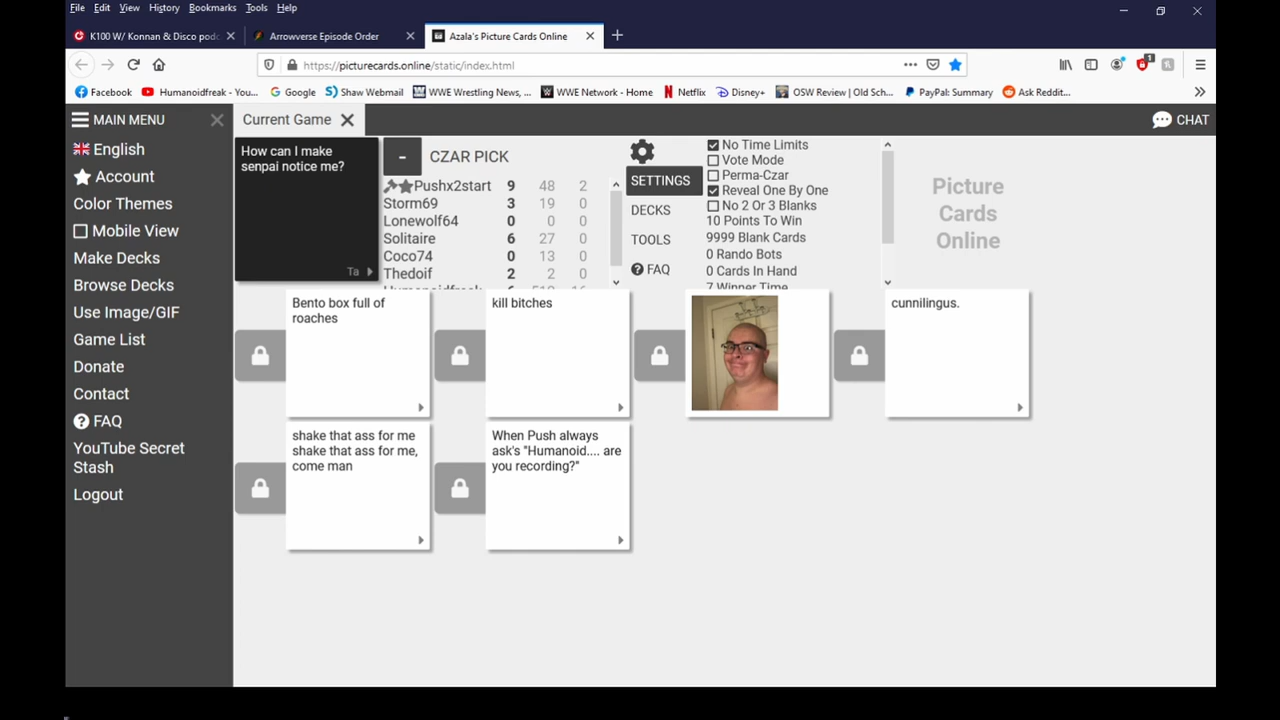 File Edit View History Bookmarks Tools Help
K100 W/ Konnan & Disco podc
Arrowverse Episode Order
Azala's Picture Cards Online
https://picturecards.online/static/index.html
1
Facebook
Humanoidfreak - You...
Google
Shaw Webmail
WWE Wrestling News, ...
WWE Network - Home
Netflix
Disney+
OSW Review | Old Sch...
PayPal: Summary
Ask Reddit...
MAIN MENU
Current Game
CHAT
English
Account
Color Themes
Mobile View
Make Decks
Browse Decks
Use Image/GIF
Game List
Donate
Contact
FAQ
YouTube Secret
Stash
Logout
How can I make
senpai notice me?
Ta
- CZAR PICK
Pushx2start 9 48 2
Storm69 3 19 0
Lonewolf64 0 0 0
Solitaire 6 27 0
Coco74 0 13 0
Thedoif 2 2 0
SETTINGS
DECKS
TOOLS
FAQ
No Time Limits
Vote Mode
Perma-Czar
Reveal One By One
No 2 Or 3 Blanks
10 Points To Win
9999 Blank Cards
0 Rando Bots
0 Cards In Hand
7 Winner Time
Picture
Cards
Online
Bento box full of
roaches
kill bitches
cunnilingus.
shake that ass for me
shake that ass for me,
come man
When Push always
ask's "Humanoid.... are
you recording?"